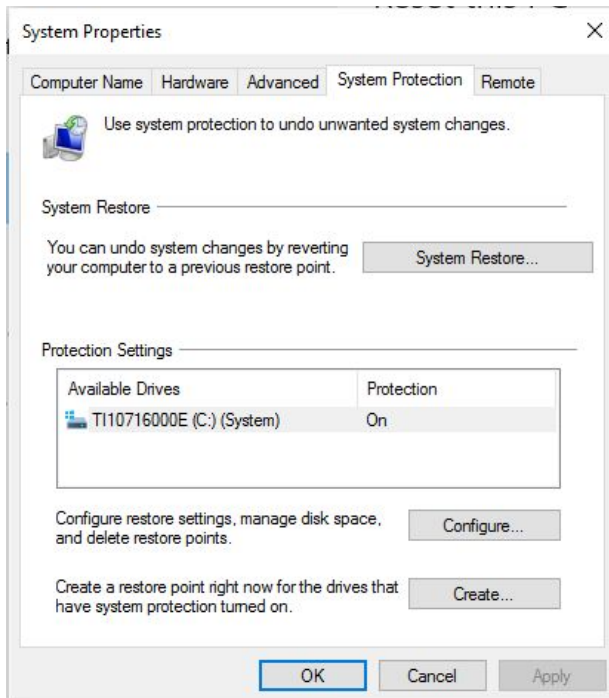 System Properties
Computer Name Hardware Advanced System Protection Remote
Use system protection to undo unwanted system changes.
System Restore
You can undo system changes by reverting
your computer to a previous restore point.
System Restore...
Protection Settings
Available Drives Protection
TI10716000E (C:) (System) On
Configure restore settings, manage disk space,
and delete restore points.
Configure...
Create a restore point right now for the drives that
have system protection turned on.
Create...
OK Cancel Apply